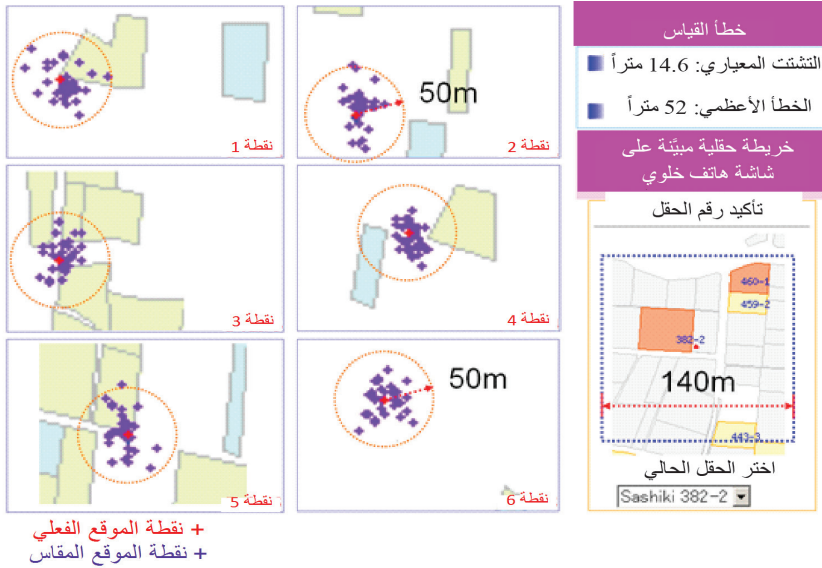 نقطة 1
50m
نقطة 2
نقطة 3
نقطة 4
نقطة 5
50m
نقطة 6
+ نقطة الموقع الفعلي
+ نقطة الموقع المقاس
خطأ القياس
التشتت المعياري: 14.6 متراً
الخطأ الأعظمي: 52 متراً
خريطة حقلية مبيَّنة على
شاشة هاتف خلوي
تأكيد رقم الحقل
460-1
459-2
382-2
140m
443-3
اختر الحقل الحالي
Sashiki 382-2